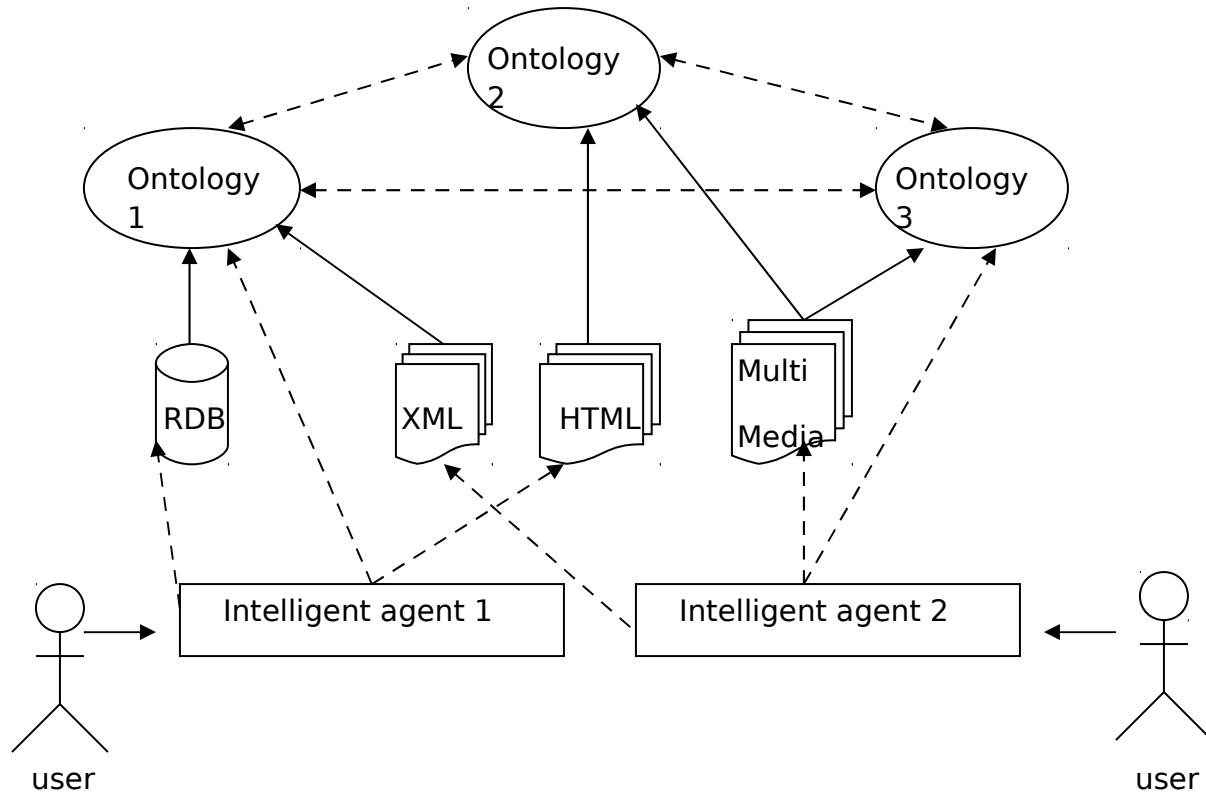 Ontology
2
Ontology
1
Ontology
3
RDB
XML
HTML
Multi
Media
Intelligent agent 1
Intelligent agent 2
user
user